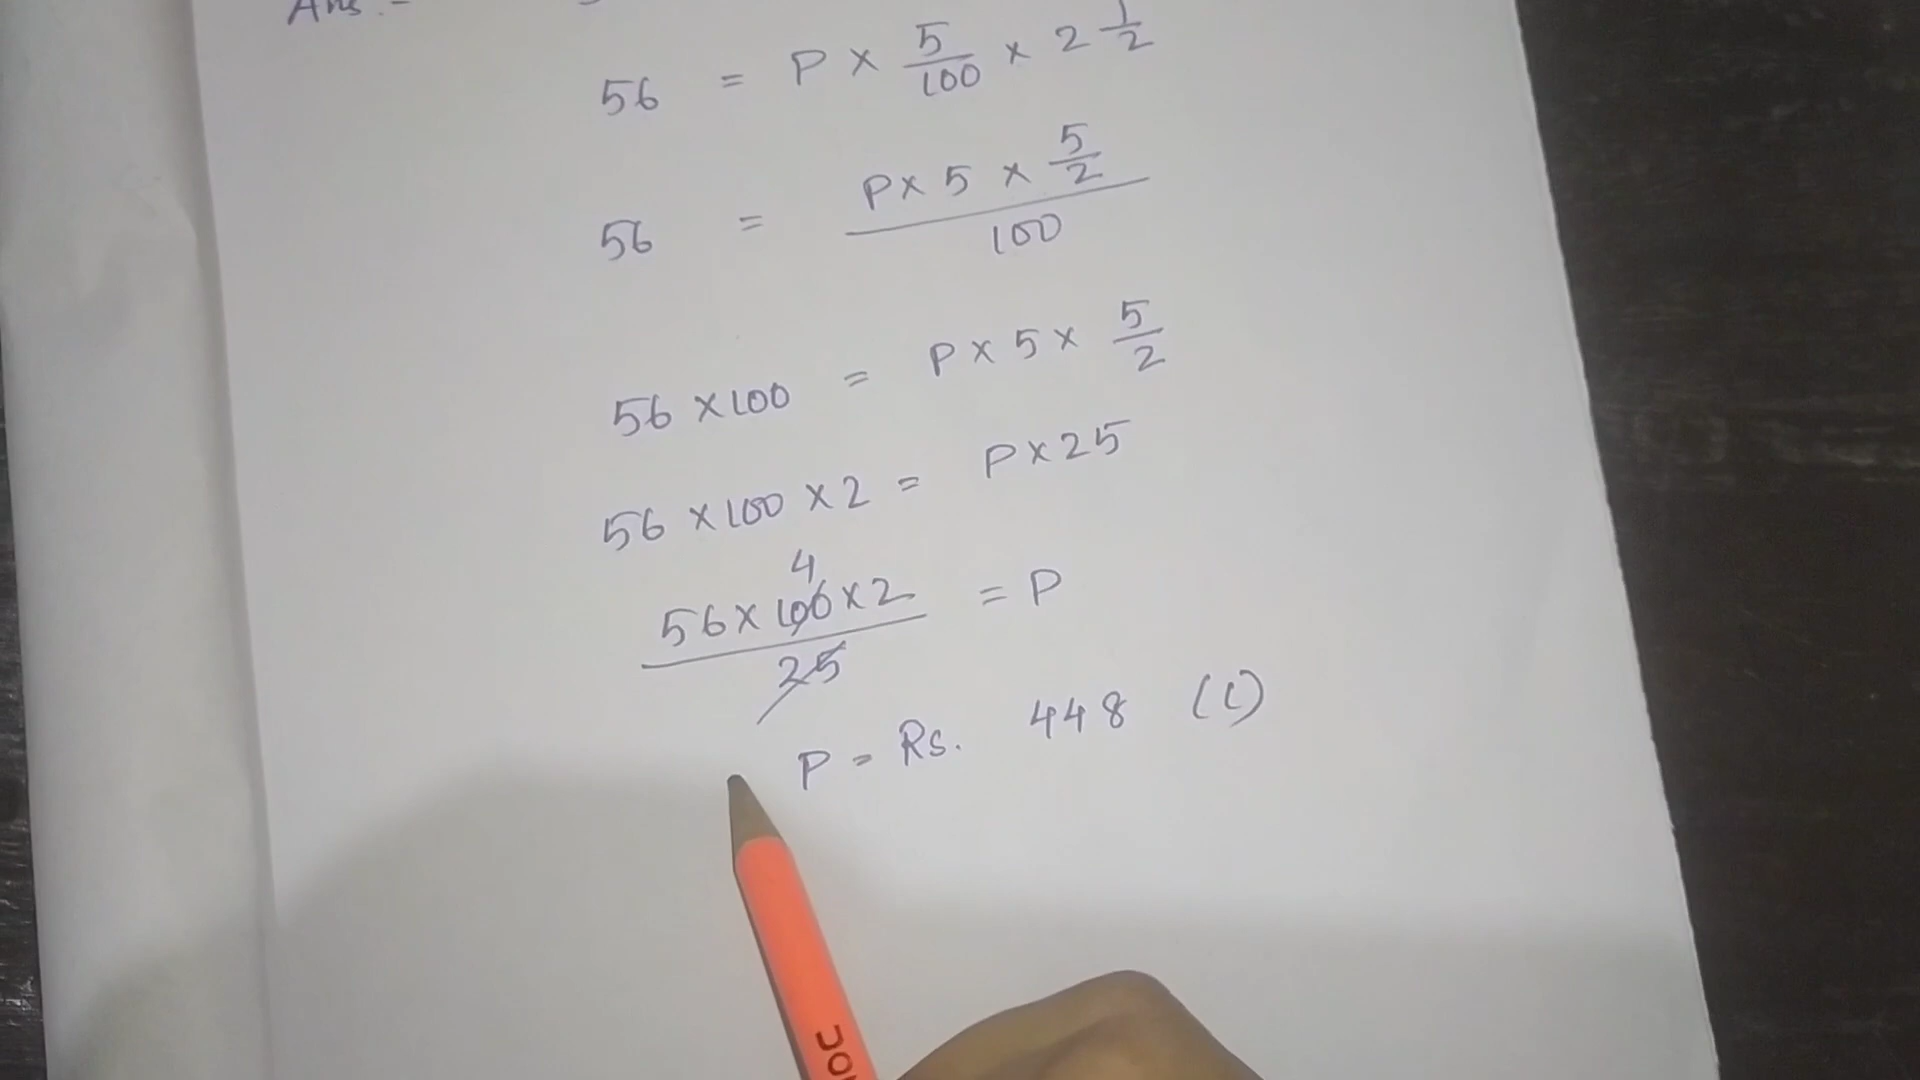 Ans:-
56 = P × 5/100 × 2 1/2
56 = P × 5 × 5/2 / 100
56 × 100 = P × 5 × 5/2
56 × 100 × 2 = P × 25
4
56 × 100 × 2 / 25 = P
P = Rs. 448 (C)